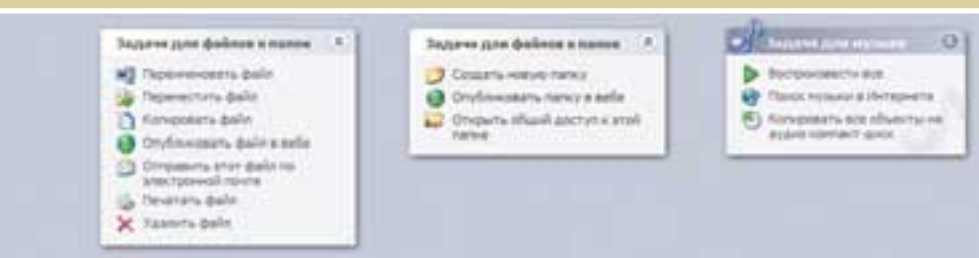 Задачи для файлов и папок
Переименовать файл
Переместить файл
Копировать файл
Опубликовать файл в вебе
Отправить этот файл по
электронной почте
Печатать файл
Удалить файл
Задачи для файлов и папок
Создать новую папку
Опубликовать папку в вебе
Открыть общий доступ к этой
папке
Задачи для музыки
Воспроизвести все
Поиск музыки в Интернете
Копировать все объекты на
аудио компакт-диск